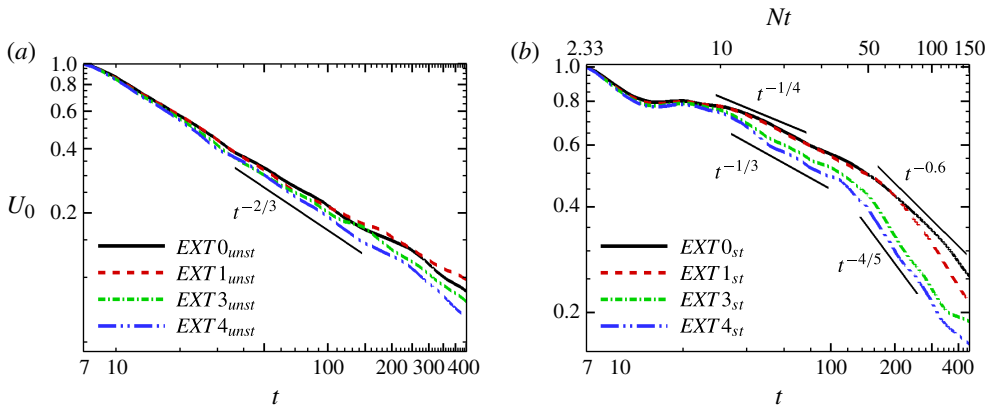 (a)
1.0
0.8
0.6
0.4
0.2
U0
t−2/3
EXT0unst
EXT1unst
EXT3unst
EXT4unst
7 10 100 200 300 400
t
(b)
Nt
2.33 10 50 100 150
1.0
0.8
0.6
0.4
0.2
t−1/4
t−1/3
t−0.6
t−4/5
EXT0st
EXT1st
EXT3st
EXT4st
7 10 100 200 400
t